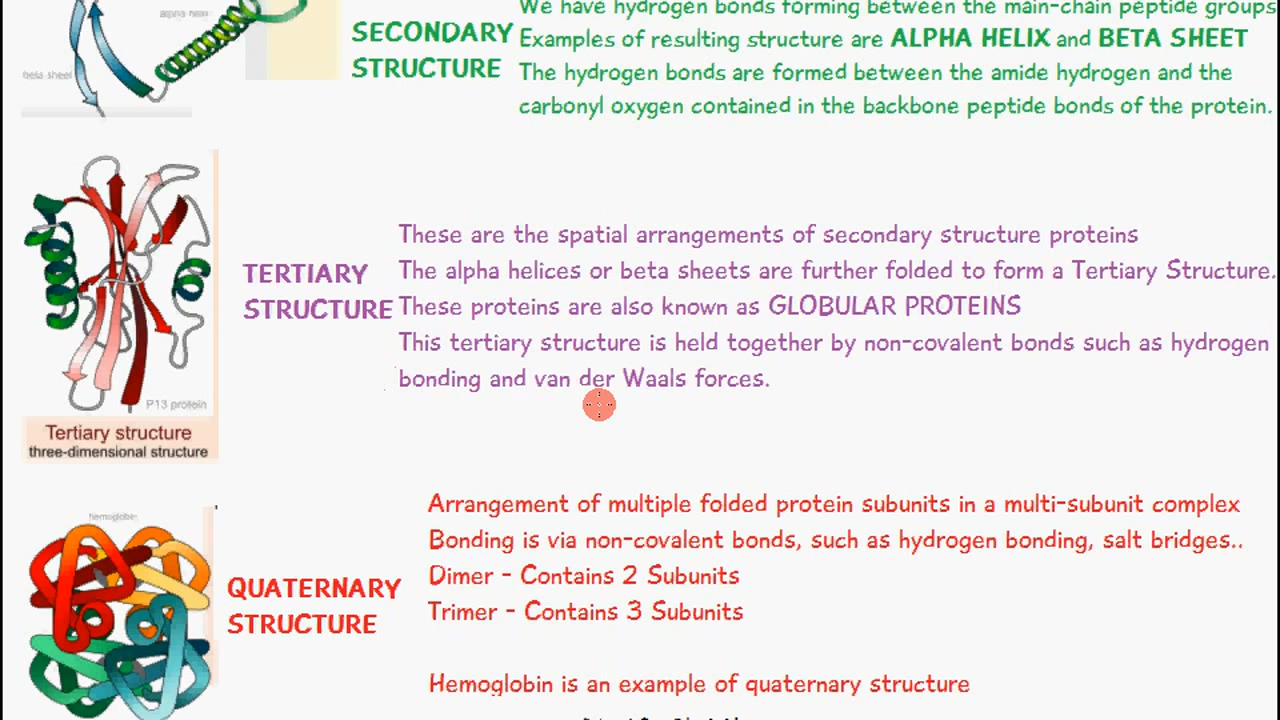 alpha helix
We have hydrogen bonds forming between the main-chain peptide groups
SECONDARY
STRUCTURE
Examples of resulting structure are ALPHA HELIX and BETA SHEET
The hydrogen bonds are formed between the amide hydrogen and the
carbonyl oxygen contained in the backbone peptide bonds of the protein.
beta sheet
TERTIARY
STRUCTURE
These are the spatial arrangements of secondary structure proteins
The alpha helices or beta sheets are further folded to form a Tertiary Structure.
These proteins are also known as GLOBULAR PROTEINS
This tertiary structure is held together by non-covalent bonds such as hydrogen
bonding and van der Waals forces.
P13 protein
Tertiary structure
three-dimensional structure
hemoglobin
QUATERNARY
STRUCTURE
Arrangement of multiple folded protein subunits in a multi-subunit complex
Bonding is via non-covalent bonds, such as hydrogen bonding, salt bridges..
Dimer - Contains 2 Subunits
Trimer - Contains 3 Subunits
Hemoglobin is an example of quaternary structure